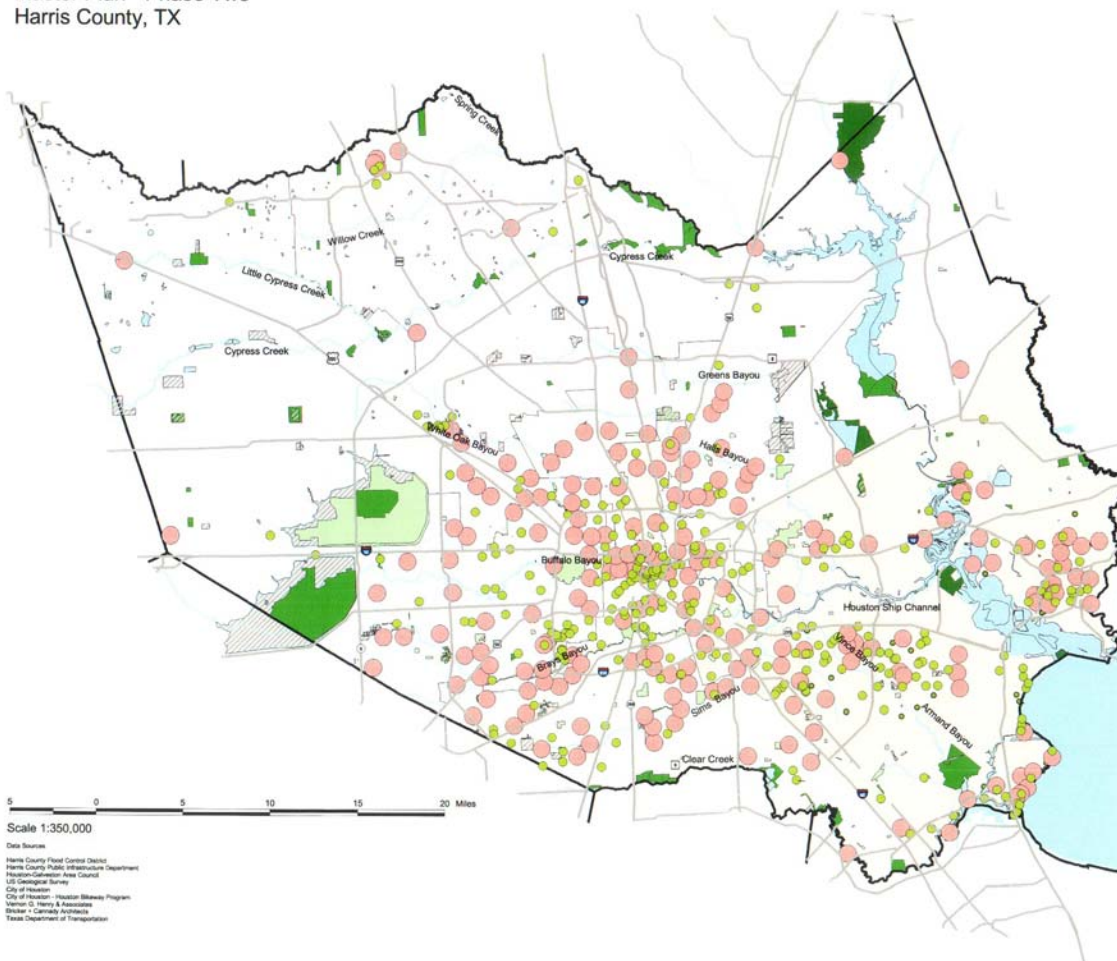 Harris County, TX
Spring Creek
Willow Creek
Cypress Creek
Little Cypress Creek
Cypress Creek
Greens Bayou
White Oak Bayou
Halls Bayou
Buffalo Bayou
Houston Ship Channel
Brays Bayou
Vince Bayou
Sims Bayou
Armand Bayou
Clear Creek
5 0 5 10 15 20 Miles
Scale 1:350,000
Data Sources
Harris County Flood Control District
Harris County Public Infrastructure Department
Houston-Galveston Area Council
US Geological Survey
City of Houston
City of Houston - Houston Bikeway Program
Vernon G. Henry & Associates
Bricker + Cannady Architects
Texas Department of Transportation